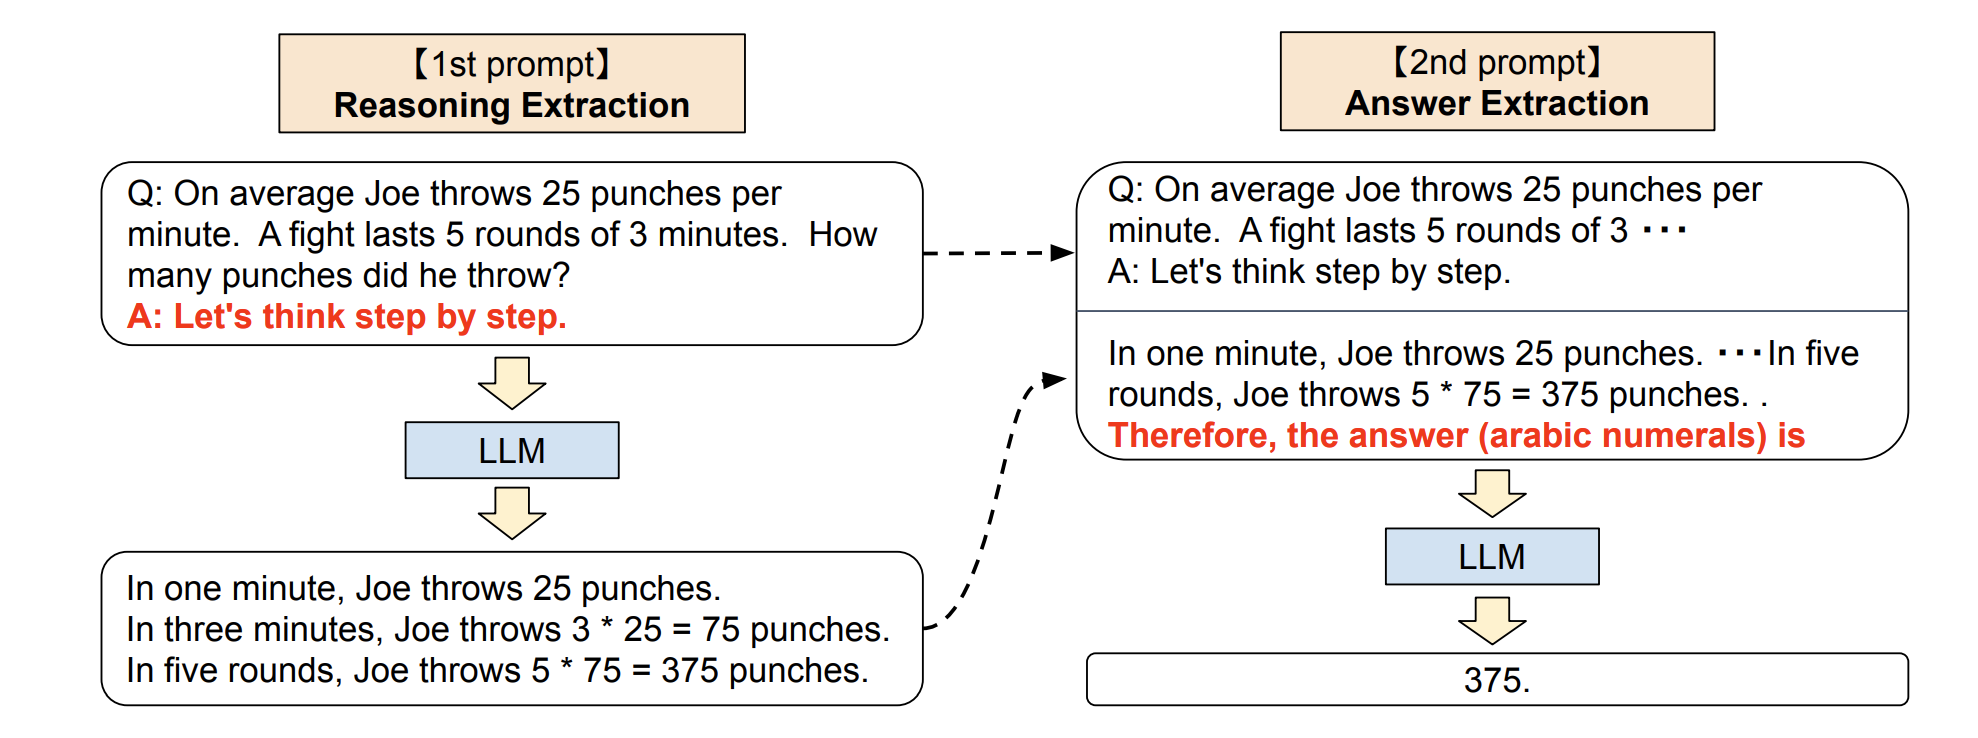 【1st prompt】
Reasoning Extraction
Q: On average Joe throws 25 punches per
minute.  A fight lasts 5 rounds of 3 minutes.  How
many punches did he throw?
A: Let's think step by step.
LLM
In one minute, Joe throws 25 punches.
In three minutes, Joe throws 3 * 25 = 75 punches.
In five rounds, Joe throws 5 * 75 = 375 punches.
【2nd prompt】
Answer Extraction
Q: On average Joe throws 25 punches per
minute.  A fight lasts 5 rounds of 3 ･･･
A: Let's think step by step.
In one minute, Joe throws 25 punches. ･･･In five
rounds, Joe throws 5 * 75 = 375 punches. .
Therefore, the answer (arabic numerals) is
LLM
375.